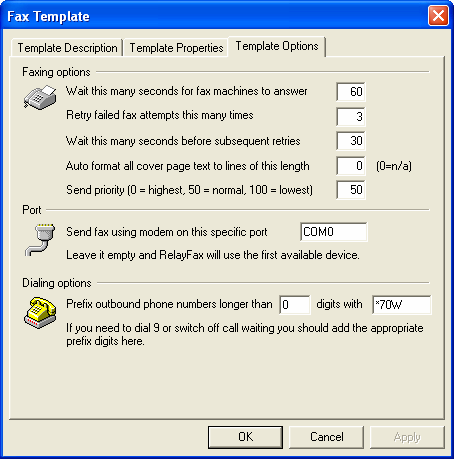 Fax Template
Template Description Template Properties Template Options
Faxing options
Wait this many seconds for fax machines to answer 60
Retry failed fax attempts this many times 3
Wait this many seconds before subsequent retries 30
Auto format all cover page text to lines of this length 0 (0=n/a)
Send priority (0 = highest, 50 = normal, 100 = lowest) 50
Port
Send fax using modem on this specific port COM0
Leave it empty and RelayFax will use the first available device.
Dialing options
Prefix outbound phone numbers longer than 0 digits with *70W
If you need to dial 9 or switch off call waiting you should add the appropriate
prefix digits here.
OK Cancel Apply